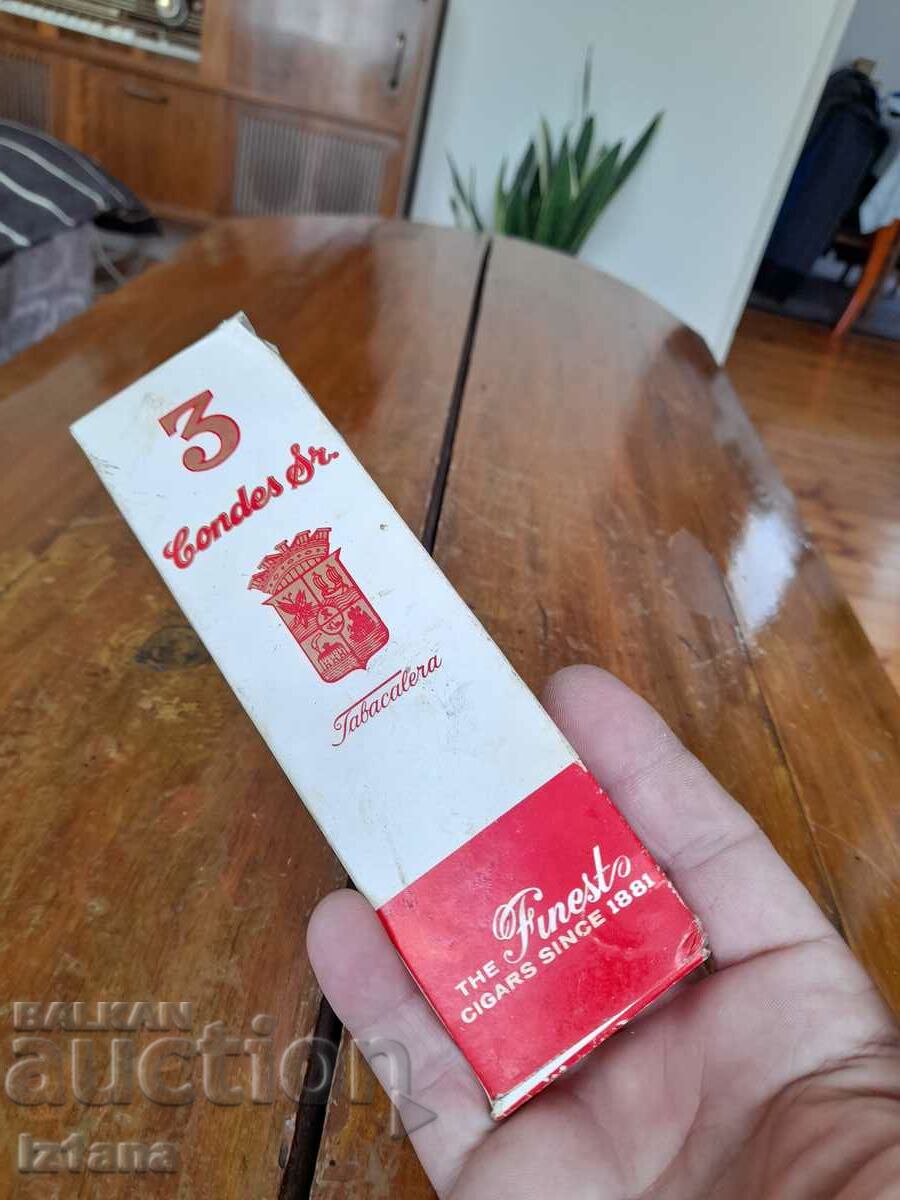 3
Condes Sr.
Tabacalera
THE Finest
CIGARS SINCE 1881
BALKAN
auction
iztana